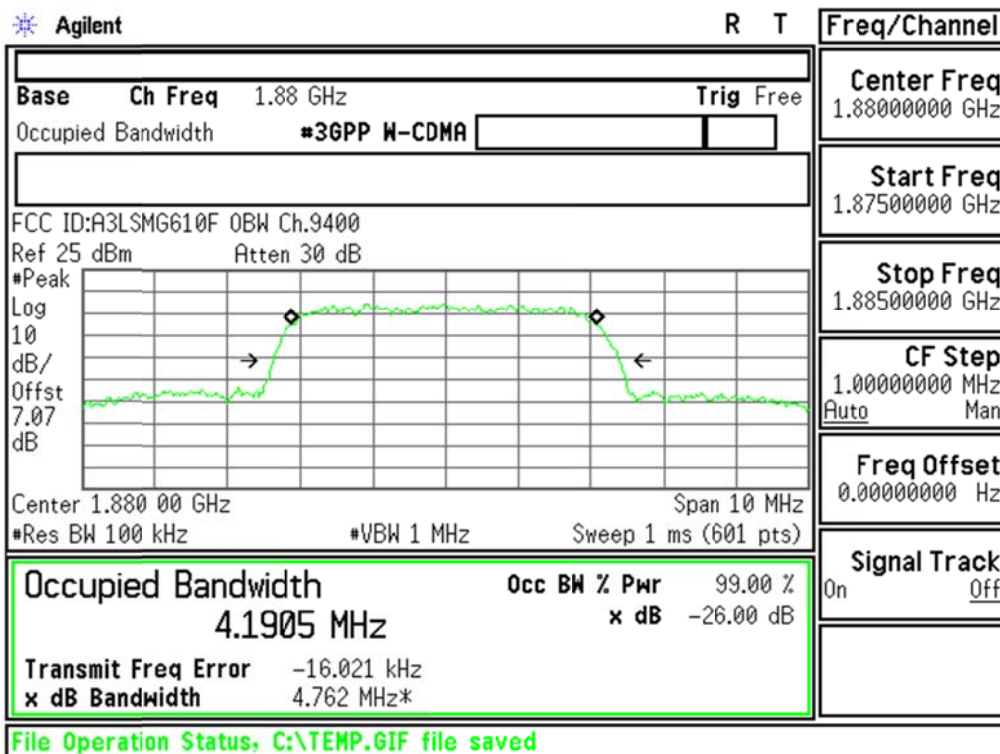 Agilent R T
Base Ch Freq 1.88 GHz Trig Free
Occupied Bandwidth #3GPP W-CDMA
FCC ID:A3LSMG610F OBW Ch.9400
Ref 25 dBm Atten 30 dB
#Peak
Log
10
dB/
Offst
7.07
dB
Center 1.880 00 GHz Span 10 MHz
#Res BW 100 kHz #VBW 1 MHz Sweep 1 ms (601 pts)
Occupied Bandwidth Occ BW % Pwr 99.00 %
4.1905 MHz x dB -26.00 dB
Transmit Freq Error -16.021 kHz
x dB Bandwidth 4.762 MHz*
File Operation Status, C:\TEMP.GIF file saved
Freq/Channel
Center Freq
1.88000000 GHz
Start Freq
1.87500000 GHz
Stop Freq
1.88500000 GHz
CF Step
1.00000000 MHz
Auto Man
Freq Offset
0.00000000 Hz
Signal Track
On Off